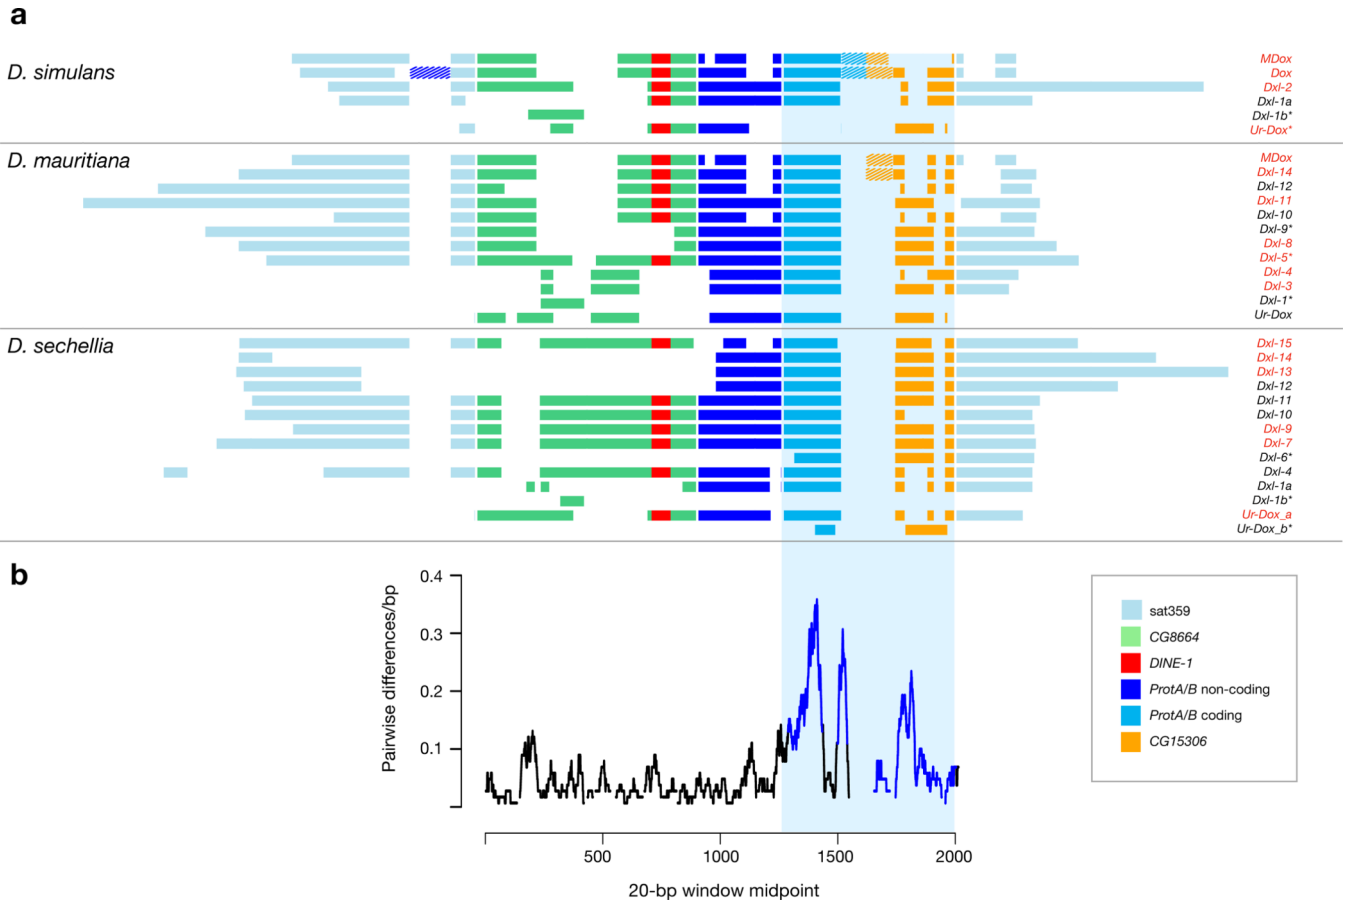 a
D. simulans
MDox
Dox
Dxl-2
Dxl-1a
Dxl-1b*
Ur-Dox*
D. mauritiana
MDox
Dxl-14
Dxl-12
Dxl-11
Dxl-10
Dxl-9*
Dxl-8
Dxl-5*
Dxl-4
Dxl-3
Dxl-1*
Ur-Dox
D. sechellia
Dxl-15
Dxl-14
Dxl-13
Dxl-12
Dxl-11
Dxl-10
Dxl-9
Dxl-7
Dxl-6*
Dxl-4
Dxl-1a
Dxl-1b*
Ur-Dox_a
Ur-Dox_b*
b
Pairwise differences/bp
0.4
0.3
0.2
0.1
500
1000
1500
2000
20-bp window midpoint
sat359
CG8664
DINE-1
ProtA/B non-coding
ProtA/B coding
CG15306